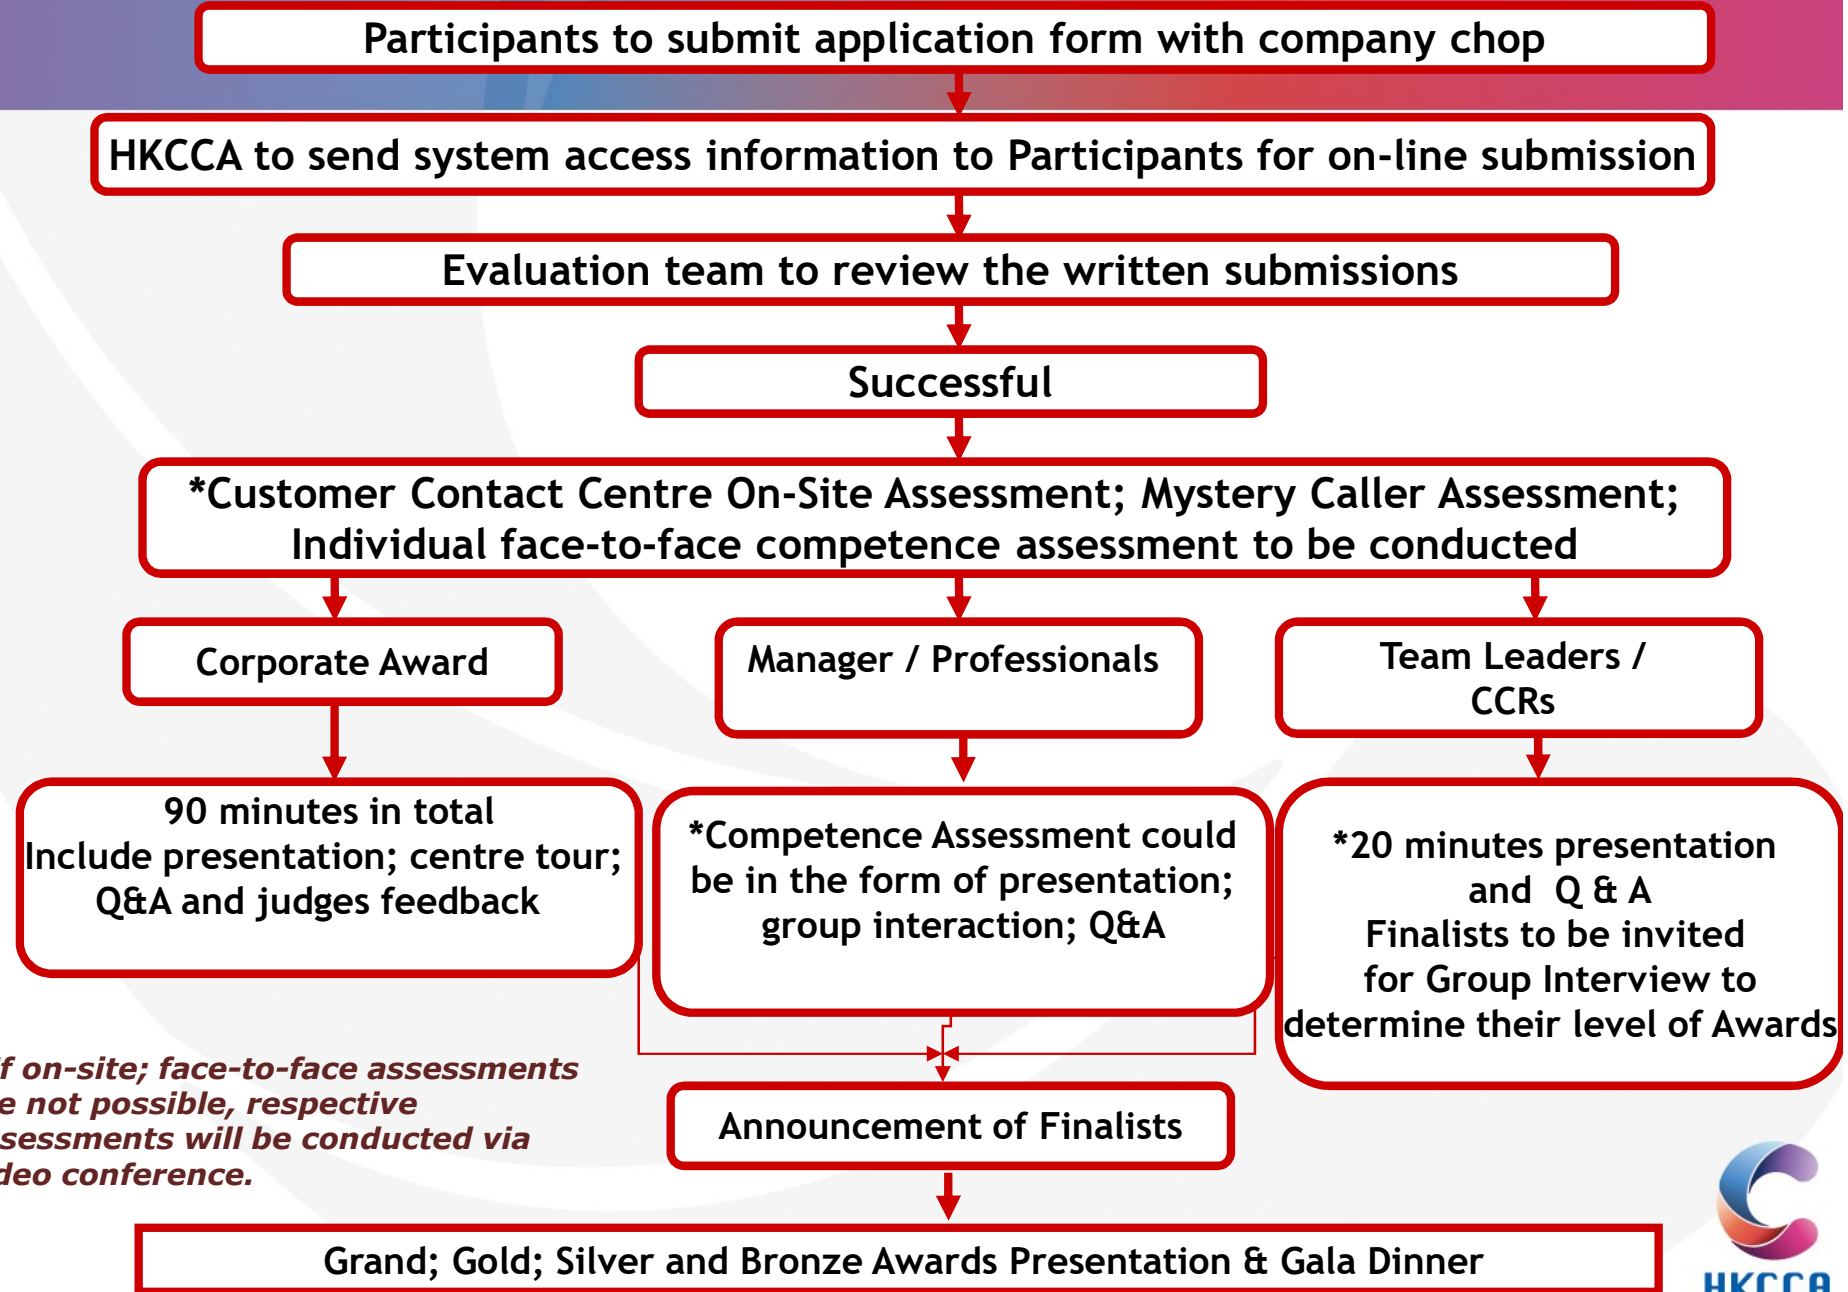 Participants to submit application form with company chop
HKCCA to send system access information to Participants for on-line submission
Evaluation team to review the written submissions
Successful
*Customer Contact Centre On-Site Assessment; Mystery Caller Assessment;
Individual face-to-face competence assessment to be conducted
Corporate Award
Manager / Professionals
Team Leaders /
CCRs
90 minutes in total
Include presentation; centre tour;
Q&A and judges feedback
*Competence Assessment could
be in the form of presentation;
group interaction; Q&A
*20 minutes presentation
and Q & A
Finalists to be invited
for Group Interview to
determine their level of Awards
on-site; face-to-face assessments
not possible, respective
will be conducted via
conference.
Announcement of Finalists
Grand; Gold; Silver and Bronze Awards Presentation & Gala Dinner
HKCCA